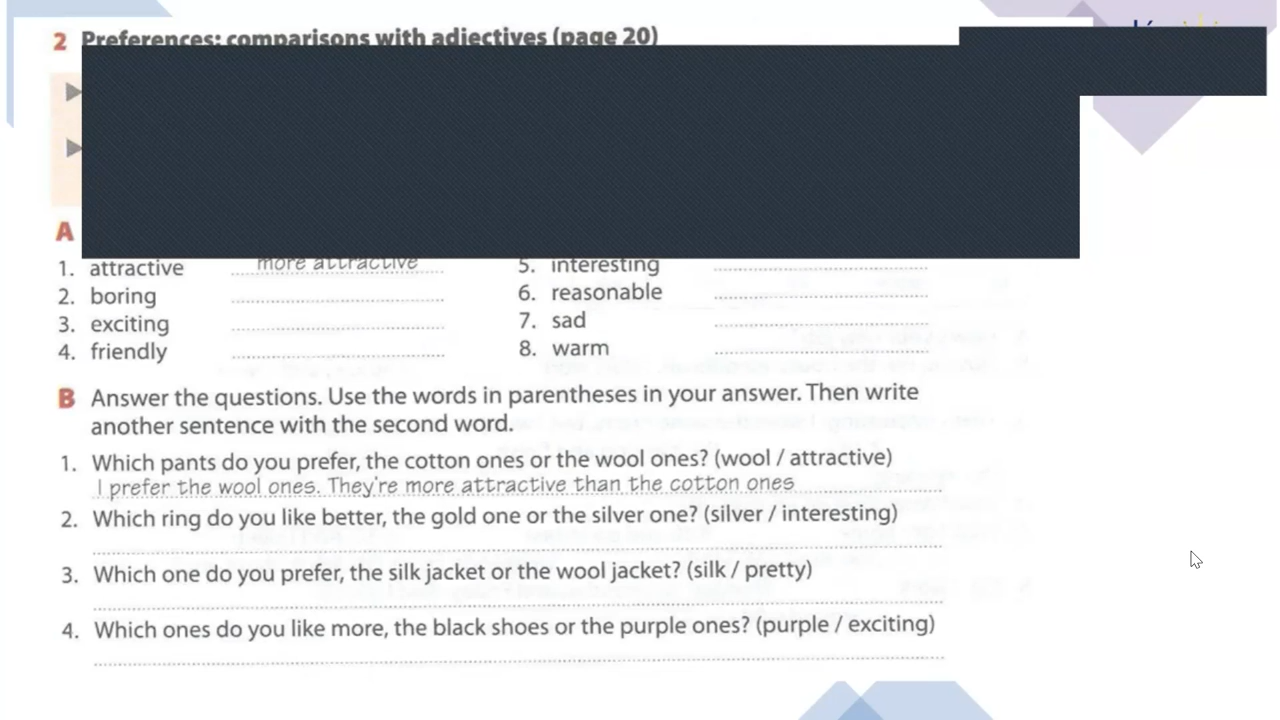 2 Preferences: comparisons with adjectives (page 20)
A
1. attractive more attractive
2. boring
3. exciting
4. friendly
5. interesting
6. reasonable
7. sad
8. warm
B Answer the questions. Use the words in parentheses in your answer. Then write
another sentence with the second word.
1. Which pants do you prefer, the cotton ones or the wool ones? (wool / attractive)
I prefer the wool ones. They're more attractive than the cotton ones
2. Which ring do you like better, the gold one or the silver one? (silver / interesting)
3. Which one do you prefer, the silk jacket or the wool jacket? (silk / pretty)
4. Which ones do you like more, the black shoes or the purple ones? (purple / exciting)